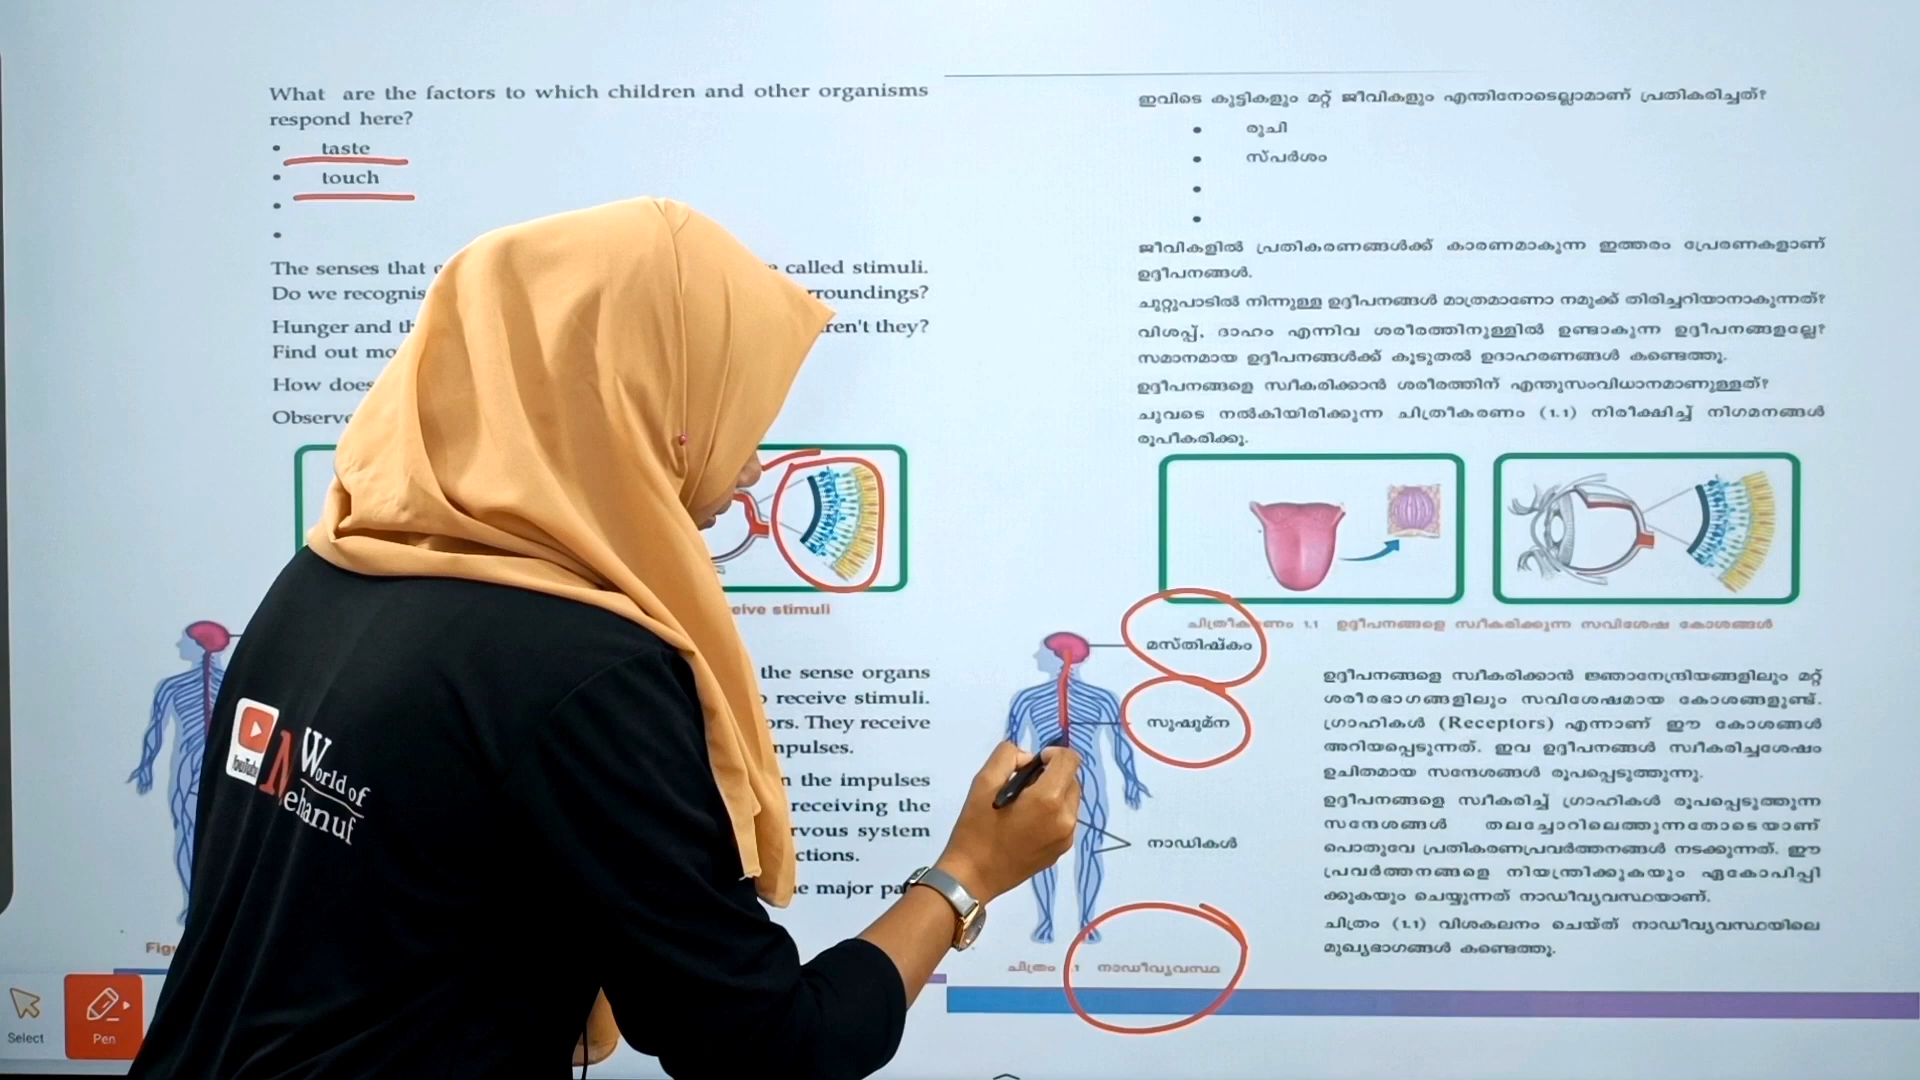 What are the factors to which children and other organisms
respond here?
• taste
• touch
•
•
The senses that
called stimuli.
Do we
roundings?
Hunger and
ren't they?
Find out
How does
Observe
eive stimuli
the sense organs
receive stimuli.
ors. They receive
mpulses.
the impulses
receiving the
rvous system
ctions.
major
ഇവിടെ കുട്ടികളും മറ്റ് ജീവികളും എന്തിനോടെല്ലാമാണ് പ്രതികരിച്ചത്?
• രുചി
• സ്പർശം
•
•
ജീവികളിൽ പ്രതികരണങ്ങൾക്ക് കാരണമാകുന്ന ഇത്തരം പ്രേരണകളാണ്
ഉദ്ദീപനങ്ങൾ.
ചുറ്റുപാടിൽ നിന്നുള്ള ഉദ്ദീപനങ്ങൾ മാത്രമാണോ നമുക്ക് തിരിച്ചറിയാനാകുന്നത്?
വിശപ്പ്, ദാഹം എന്നിവ ശരീരത്തിനുള്ളിൽ ഉണ്ടാകുന്ന ഉദ്ദീപനങ്ങളല്ലേ?
സമാനമായ ഉദ്ദീപനങ്ങൾക്ക് കൂടുതൽ ഉദാഹരണങ്ങൾ കണ്ടെത്തൂ.
ഉദ്ദീപനങ്ങളെ സ്വീകരിക്കാൻ ശരീരത്തിന് എന്തുസംവിധാനമാണുള്ളത്?
ചുവടെ നൽകിയിരിക്കുന്ന ചിത്രീകരണം (1.1) നിരീക്ഷിച്ച് നിഗമനങ്ങൾ
രൂപീകരിക്കൂ.
ചിത്രീകരണം 1.1 ഉദ്ദീപനങ്ങളെ സ്വീകരിക്കുന്ന സവിശേഷ കോശങ്ങൾ
മസ്തിഷ്കം
സുഷുമ്ന
നാഡികൾ
ചിത്രം .1 നാഡീവ്യവസ്ഥ
ഉദ്ദീപനങ്ങളെ സ്വീകരിക്കാൻ ജ്ഞാനേന്ദ്രിയങ്ങളിലും മറ്റ്
ശരീരഭാഗങ്ങളിലും സവിശേഷമായ കോശങ്ങളുണ്ട്.
ഗ്രാഹികൾ (Receptors) എന്നാണ് ഈ കോശങ്ങൾ
അറിയപ്പെടുന്നത്. ഇവ ഉദ്ദീപനങ്ങൾ സ്വീകരിച്ചശേഷം
ഉചിതമായ സന്ദേശങ്ങൾ രൂപപ്പെടുത്തുന്നു.
ഉദ്ദീപനങ്ങളെ സ്വീകരിച്ച് ഗ്രാഹികൾ രൂപപ്പെടുത്തുന്ന
സന്ദേശങ്ങൾ തലച്ചോറിലെത്തുന്നതോടെയാണ്
പൊതുവേ പ്രതികരണപ്രവർത്തനങ്ങൾ നടക്കുന്നത്. ഈ
പ്രവർത്തനങ്ങളെ നിയന്ത്രിക്കുകയും ഏകോപിപ്പി
ക്കുകയും ചെയ്യുന്നത് നാഡീവ്യവസ്ഥയാണ്.
ചിത്രം (1.1) വിശകലനം ചെയ്ത് നാഡീവ്യവസ്ഥയിലെ
മുഖ്യഭാഗങ്ങൾ കണ്ടെത്തൂ.
YouTube
World of
Nehanuf
Select
Pen